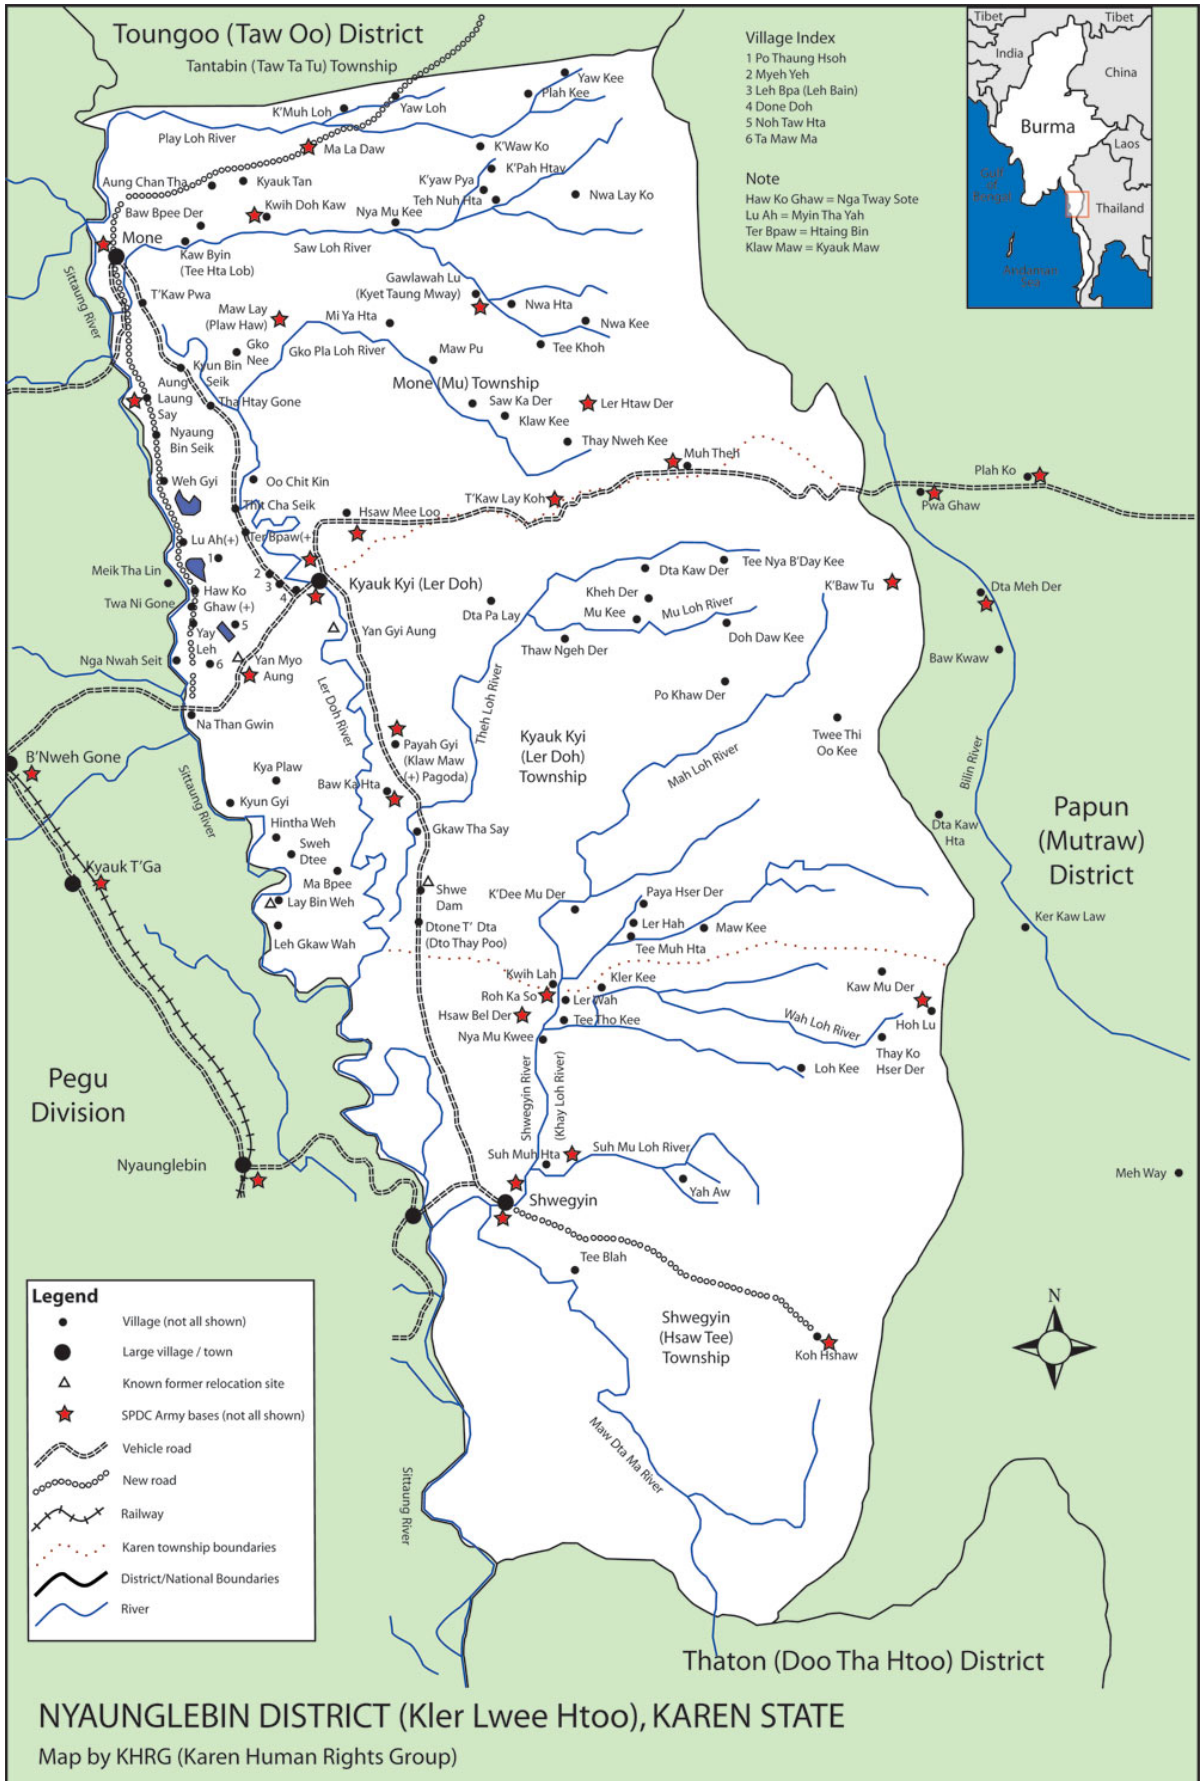 Toungoo (Taw Oo) District
Tantabin (Taw Ta Tu) Township
Village Index
1 Po Thaung Hsoh
2 Myeh Yeh
3 Leh Bpa (Leh Bain)
4 Done Doh
5 Noh Taw Hta
6 Ta Maw Ma
Note
Haw Ko Ghaw = Nga Tway Sote
Lu Ah = Myin Tha Yah
Ter Bpaw = Htaing Bin
Klaw Maw = Kyauk Maw
Tibet
Tibet
India
China
Burma
Laos
Gulf
of
Bengal
Thailand
Andaman
Sea
Yaw Kee
Plah Kee
K'Muh Loh
Yaw Loh
Play Loh River
Ma La Daw
K'Waw Ko
K'Pah Htay
K'yaw Pya
Aung Chan Tha
Kyauk Tan
Nwa Lay Ko
Teh Nuh Hta
Kwih Doh Kaw
Baw Bpee Der
Nya Mu Kee
Mone
Saw Loh River
Kaw Byin
(Tee Hta Lob)
Sittaung River
Gawlawah Lu
(Kyet Taung Mway)
T'Kaw Pwa
Maw Lay
(Plaw Haw)
Mi Ya Hta
Nwa Hta
Nwa Kee
Gko
Nee
Gko Pla Loh River
Maw Pu
Tee Khoh
Kyun Bin
Seik
Aung
Laung
Say
Mone (Mu) Township
Tha Htay Gone
Saw Ka Der
Ler Htaw Der
Klaw Kee
Nyaung
Bin Seik
Thay Nweh Kee
Muh Theh
Plah Ko
Weh Gyi
Oo Chit Kin
T'Kaw Lay Koh
Pwa Ghaw
Thit Cha Seik
Hsaw Mee Loo
Lu Ah(+)
Ter Bpaw(+
1
Meik Tha Lin
2
3
4
Kyauk Kyi (Ler Doh)
Dta Kaw Der
Tee Nya B'Day Kee
K'Baw Tu
Dta Meh Der
Haw Ko
Ghaw (+)
Twa Ni Gone
Kheh Der
Mu Kee
Mu Loh River
Dta Pa Lay
5
Yay
Leh
Yan Gyi Aung
Doh Daw Kee
Thaw Ngeh Der
Baw Kwaw
Nga Nwah Seit
6
Yan Myo
Aung
Ler Doh River
Theh Loh River
Po Khaw Der
Na Than Gwin
Twee Thi
Oo Kee
Kyauk Kyi
(Ler Doh)
Township
Payah Gyi
(Klaw Maw
(+) Pagoda)
Mah Loh River
Bilin River
B'Nweh Gone
Sittaung River
Kya Plaw
Baw Ka Hta
Kyun Gyi
Papun
(Mutraw)
District
Hintha Weh
Gkaw Tha Say
Dta Kaw
Hta
Sweh
Dtee
Kyauk T'Ga
Ma Bpee
Shwe
Dam
K'Dee Mu Der
Paya Hser Der
Lay Bin Weh
Ler Hah
Maw Kee
Ker Kaw Law
Dtone T' Dta
(Dto Thay Poo)
Leh Gkaw Wah
Tee Muh Hta
Kwih Lah
Kler Kee
Kaw Mu Der
Roh Ka So
Ler Wah
Hsaw Bel Der
Tee Tho Kee
Wah Loh River
Hoh Lu
Nya Mu Kwee
Thay Ko
Hser Der
Loh Kee
Shwegyin River
(Khay Loh River)
Pegu
Division
Nyaunglebin
Suh Muh Hta
Suh Mu Loh River
Yah Aw
Meh Way
Shwegyin
Tee Blah
Shwegyin
(Hsaw Tee)
Township
Koh Hshaw
N
Legend
Village (not all shown)
Large village / town
Known former relocation site
SPDC Army bases (not all shown)
Vehicle road
New road
Railway
Karen township boundaries
District/National Boundaries
River
Sittaung River
Maw Dta Ma River
Thaton (Doo Tha Htoo) District
NYAUNGLEBIN DISTRICT (Kler Lwee Htoo), KAREN STATE
Map by KHRG (Karen Human Rights Group)